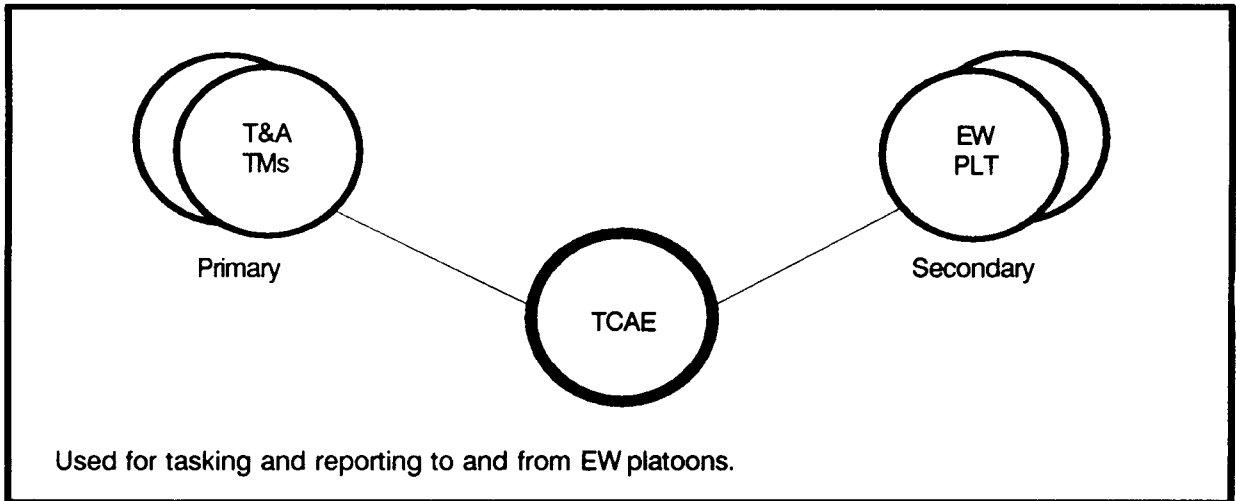 T&A
TMs
Primary
EW
PLT
Secondary
TCAE
Used for tasking and reporting to and from EW platoons.